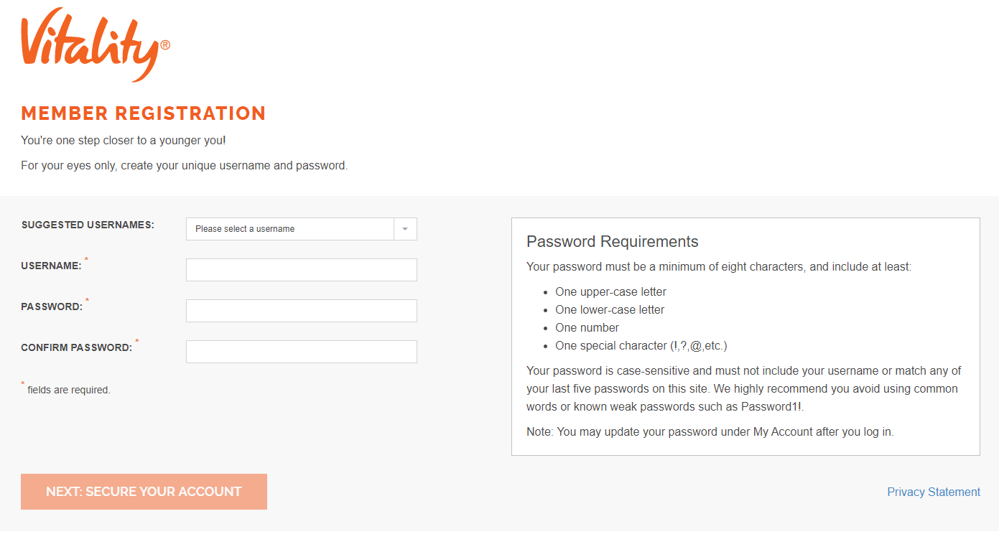 Vitality®
MEMBER REGISTRATION
You're one step closer to a younger you!
For your eyes only, create your unique username and password.
SUGGESTED USERNAMES:
Please select a username
USERNAME: *
PASSWORD: *
CONFIRM PASSWORD: *
* fields are required.
Password Requirements
Your password must be a minimum of eight characters, and include at least:
• One upper-case letter
• One lower-case letter
• One number
• One special character (!,?,@,etc.)
Your password is case-sensitive and must not include your username or match any of
your last five passwords on this site. We highly recommend you avoid using common
words or known weak passwords such as Password1!.
Note: You may update your password under My Account after you log in.
NEXT: SECURE YOUR ACCOUNT
Privacy Statement